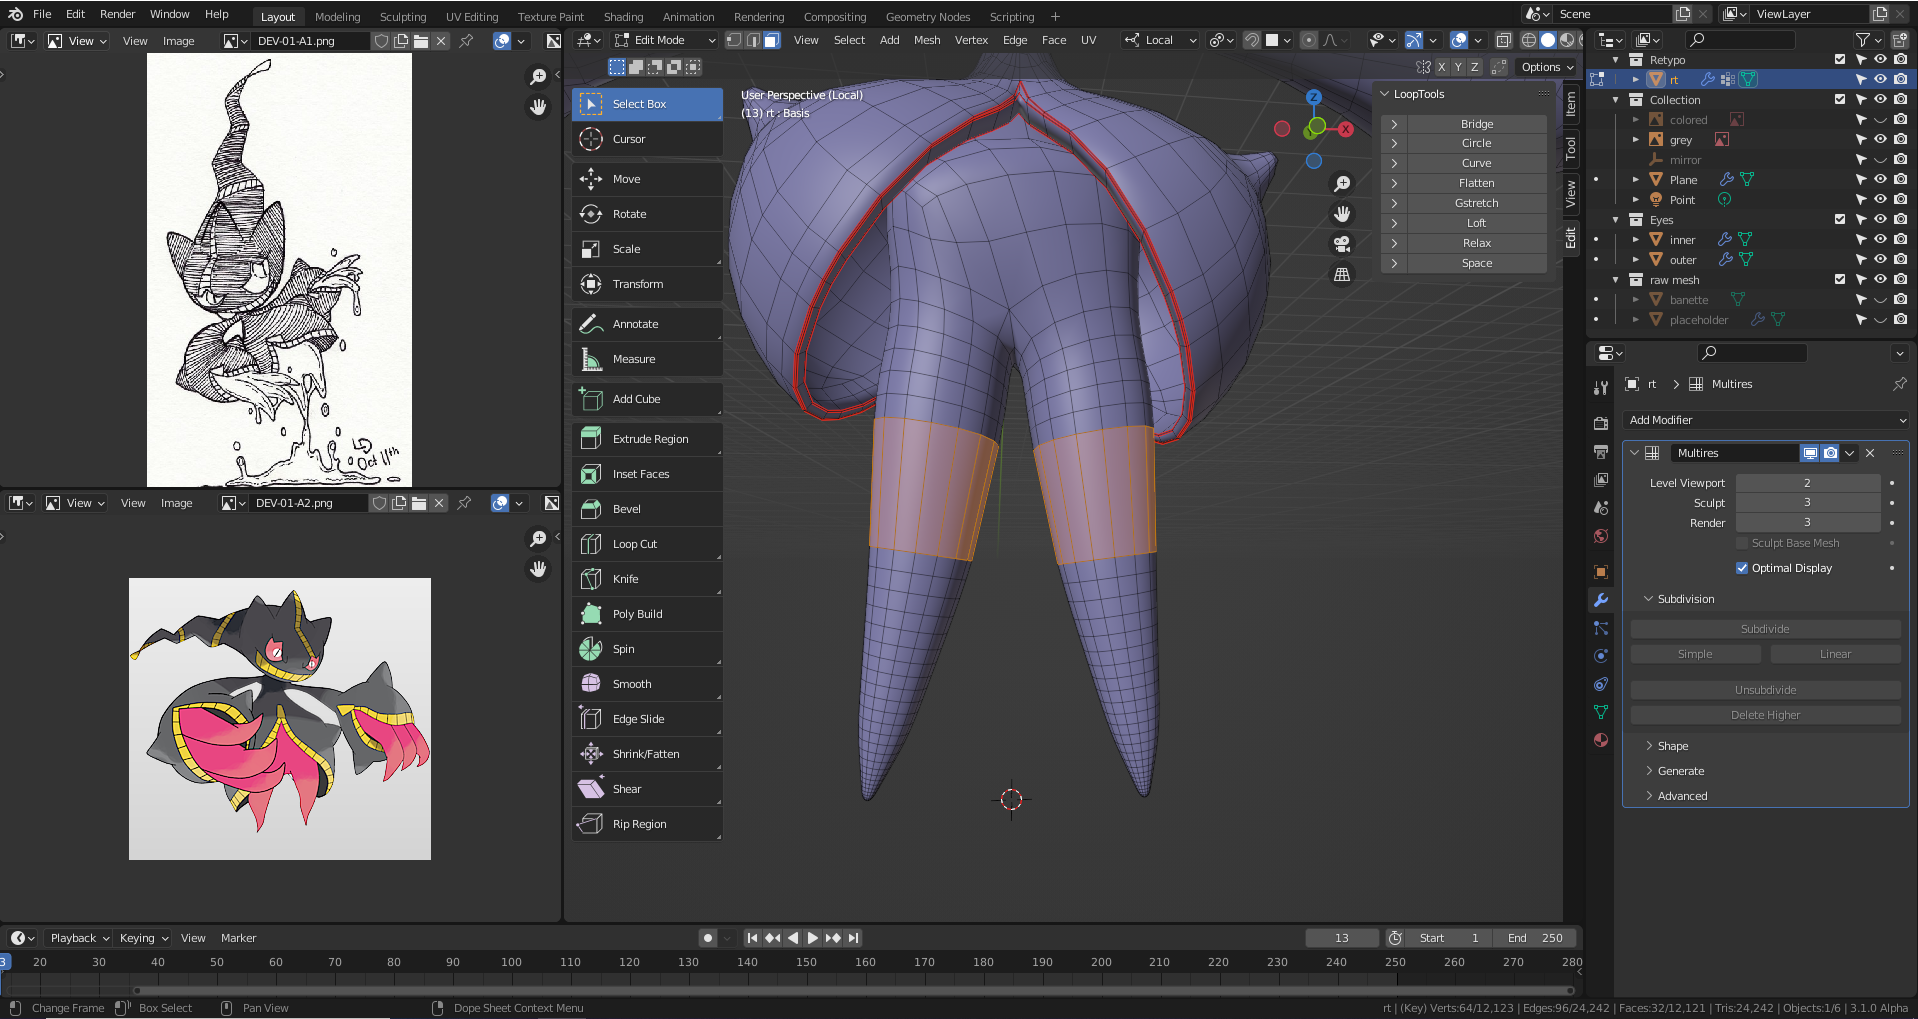 File Edit Render Window Help Layout Modeling Sculpting UV Editing Texture Paint Shading Animation Rendering Compositing Geometry Nodes Scripting + Scene ViewLayer
View View Image DEV-01-A1.png
Edit Mode View Select Add Mesh Vertex Edge Face UV Local
X Y Z Options
Oct 11th
View View Image DEV-01-A2.png
Select Box
Cursor
Move
Rotate
Scale
Transform
Annotate
Measure
Add Cube
Extrude Region
Inset Faces
Bevel
Loop Cut
Knife
Poly Build
Spin
Smooth
Edge Slide
Shrink/Fatten
Shear
Rip Region
User Perspective (Local)
(13) rt : Basis
Z
X
LoopTools
Bridge
Circle
Curve
Flatten
Gstretch
Loft
Relax
Space
Item
Tool
View
Edit
Retypo
rt
Collection
colored
grey
mirror
Plane
Point
Eyes
inner
outer
raw mesh
banette
placeholder
rt Multires
Add Modifier
Multires
Level Viewport 2
Sculpt 3
Render 3
Sculpt Base Mesh
Optimal Display
Subdivision
Subdivide
Simple Linear
Unsubdivide
Delete Higher
Shape
Generate
Advanced
Playback Keying View Marker 13 Start 1 End 250
3 20 30 40 50 60 70 80 90 100 110 120 130 140 150 160 170 180 190 200 210 220 230 240 250 260 270 280
Change Frame Box Select Pan View Dope Sheet Context Menu rt | (Key) Verts:64/12,123 | Edges:96/24,242 | Faces:32/12,121 | Tris:24,242 | Objects:1/6 | 3.1.0 Alpha